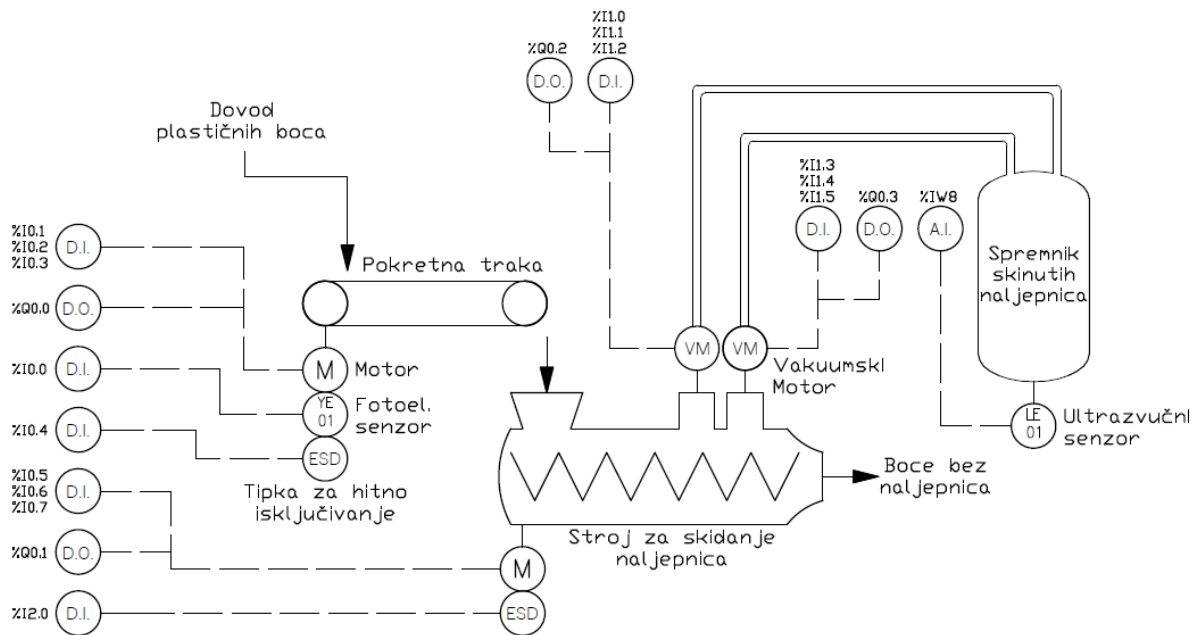 %I1.0
%I1.1
%I1.2
%Q0.2
D.O.
D.I.
Dovod
plastičnih boca
%I1.3
%I1.4
%I1.5
%Q0.3
%IW8
D.I.
D.O.
A.I.
%I0.1
%I0.2
%I0.3
D.I.
Pokretna traka
Spremnik
skinutih
naljepnica
%Q0.0
D.O.
VM
VM
Vakuumski
Motor
%I0.0
D.I.
M
Motor
YE
01
Fotoel.
senzor
%I0.4
D.I.
ESD
Tipka za hitno
isključivanje
LE
01
Ultrazvučni
senzor
%I0.5
%I0.6
%I0.7
D.I.
Boce bez
naljepnica
Stroj za skidanje
naljepnica
%Q0.1
D.O.
M
%I2.0
D.I.
ESD